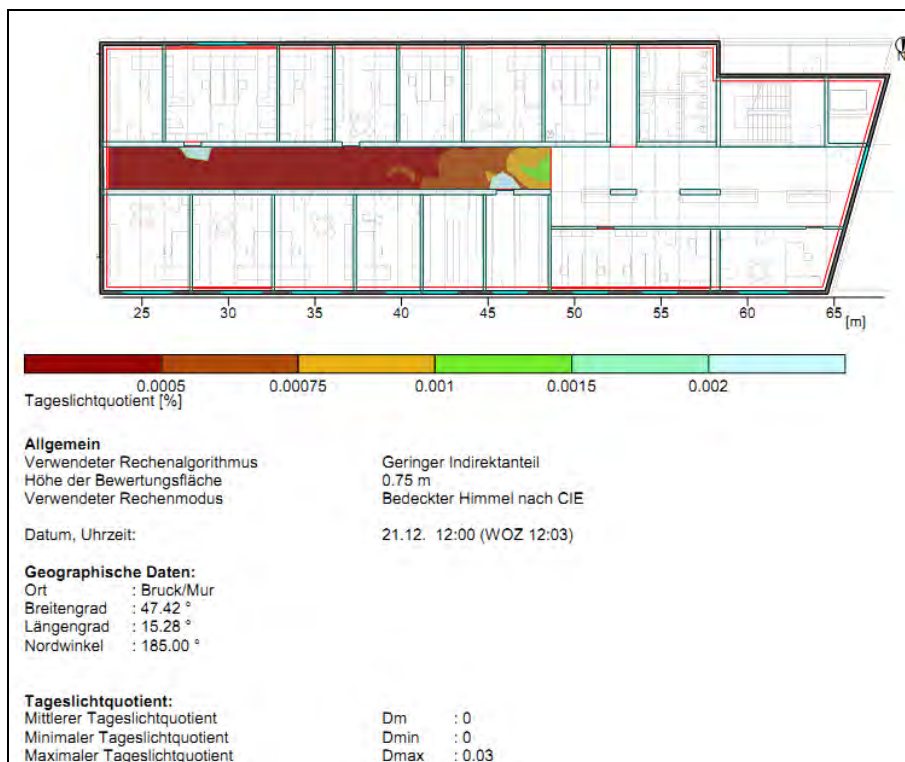 N
25 30 35 40 45 50 55 60 65 [m]
0.0005 0.00075 0.001 0.0015 0.002
Tageslichtquotient [%]
Allgemein
Verwendeter Rechenalgorithmus Geringer Indirektanteil
Höhe der Bewertungsfläche 0.75 m
Verwendeter Rechenmodus Bedeckter Himmel nach CIE
Datum, Uhrzeit: 21.12. 12:00 (WOZ 12:03)
Geographische Daten:
Ort : Bruck/Mur
Breitengrad : 47.42 °
Längengrad : 15.28 °
Nordwinkel : 185.00 °
Tageslichtquotient:
Mittlerer Tageslichtquotient Dm : 0
Minimaler Tageslichtquotient Dmin : 0
Maximaler Tageslichtquotient Dmax : 0.03